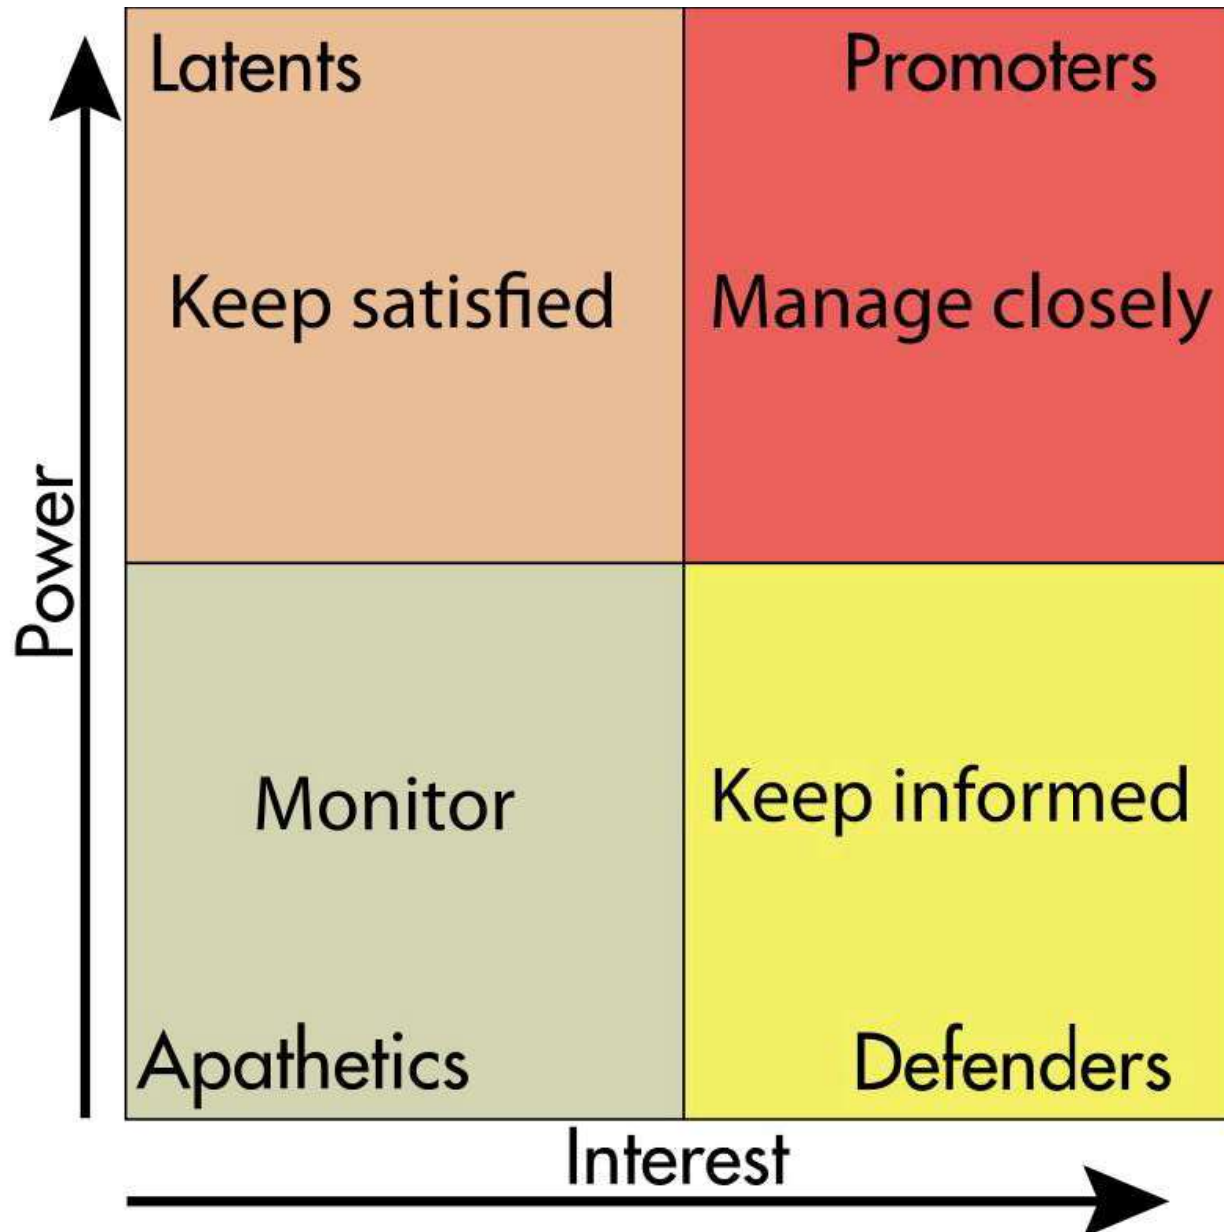 Latents
Promoters
Keep satisfied
Manage closely
Power
Monitor
Keep informed
Apathetics
Defenders
Interest